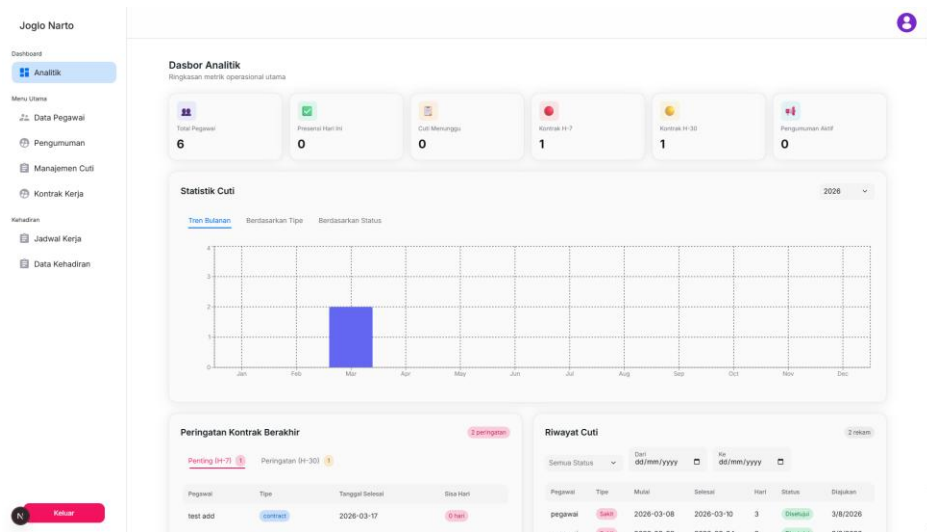 Joglo Narto
Dashboard
Analitik
Menu Utama
Data Pegawai
Pengumuman
Manajemen Cuti
Kontrak Kerja
Kehadiran
Jadwal Kerja
Data Kehadiran
N
Keluar
Dasbor Analitik
Ringkasan metrik operasional utama
Total Pegawai
6
Presensi Hari Ini
0
Cuti Menunggu
0
Kontrak H-7
1
Kontrak H-30
1
Pengumuman Aktif
0
Statistik Cuti
2026
Tren Bulanan Berdasarkan Tipe Berdasarkan Status
4
3
2
1
0
Jan Feb Mar Apr May Jun Jul Aug Sep Oct Nov Dec
Peringatan Kontrak Berakhir
2 peringatan
Penting (H-7) 1 Peringatan (H-30) 1
Pegawai Tipe Tanggal Selesai Sisa Hari
test add contract 2026-03-17 0 hari
Riwayat Cuti
2 rekam
Semua Status
Dari
dd/mm/yyyy
Ke
dd/mm/yyyy
Pegawai Tipe Mulai Selesai Hari Status Diajukan
pegawai Sakit 2026-03-08 2026-03-10 3 Disetujui 3/8/2026